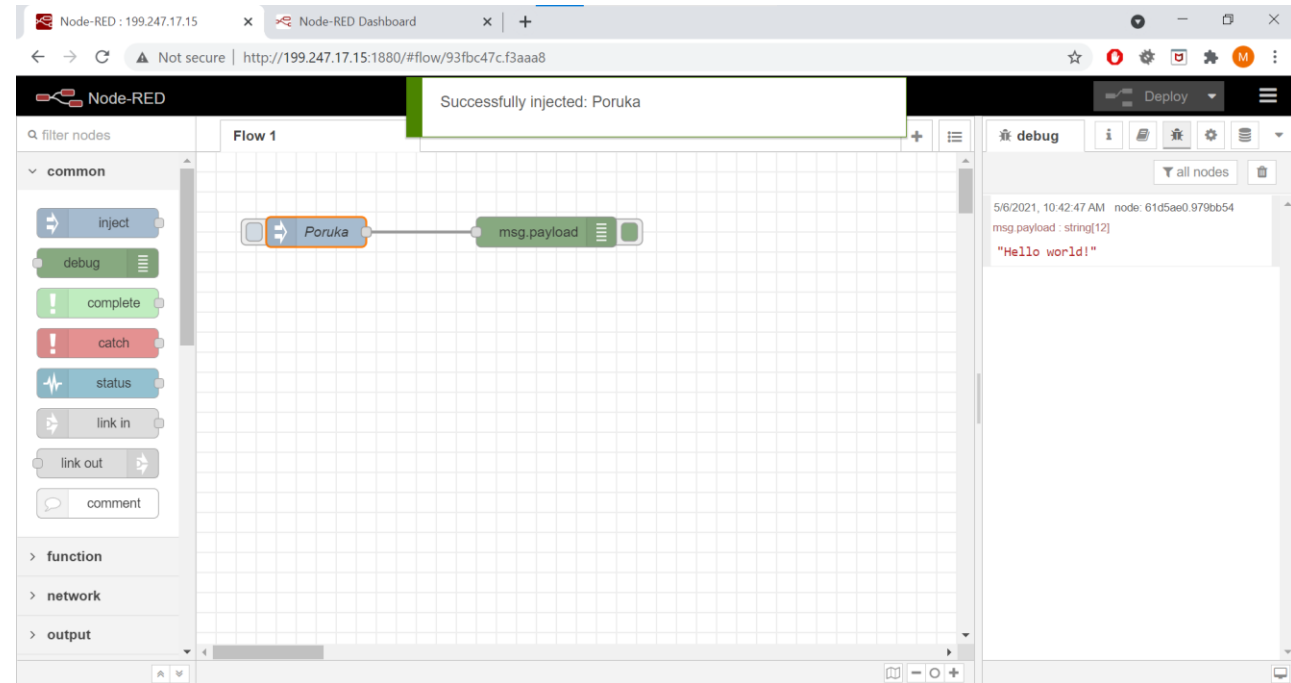 Node-RED : 199.247.17.15
Node-RED Dashboard
Not secure
http://199.247.17.15:1880/#flow/93fbc47c.f3aaa8
M
Node-RED
Successfully injected: Poruka
Deploy
filter nodes
Flow 1
debug
i
all nodes
common
inject
debug
complete
catch
status
link in
link out
comment
function
network
output
Poruka
msg.payload
5/6/2021, 10:42:47 AM node: 61d5ae0.979bb54
msg.payload : string[12]
"Hello world!"